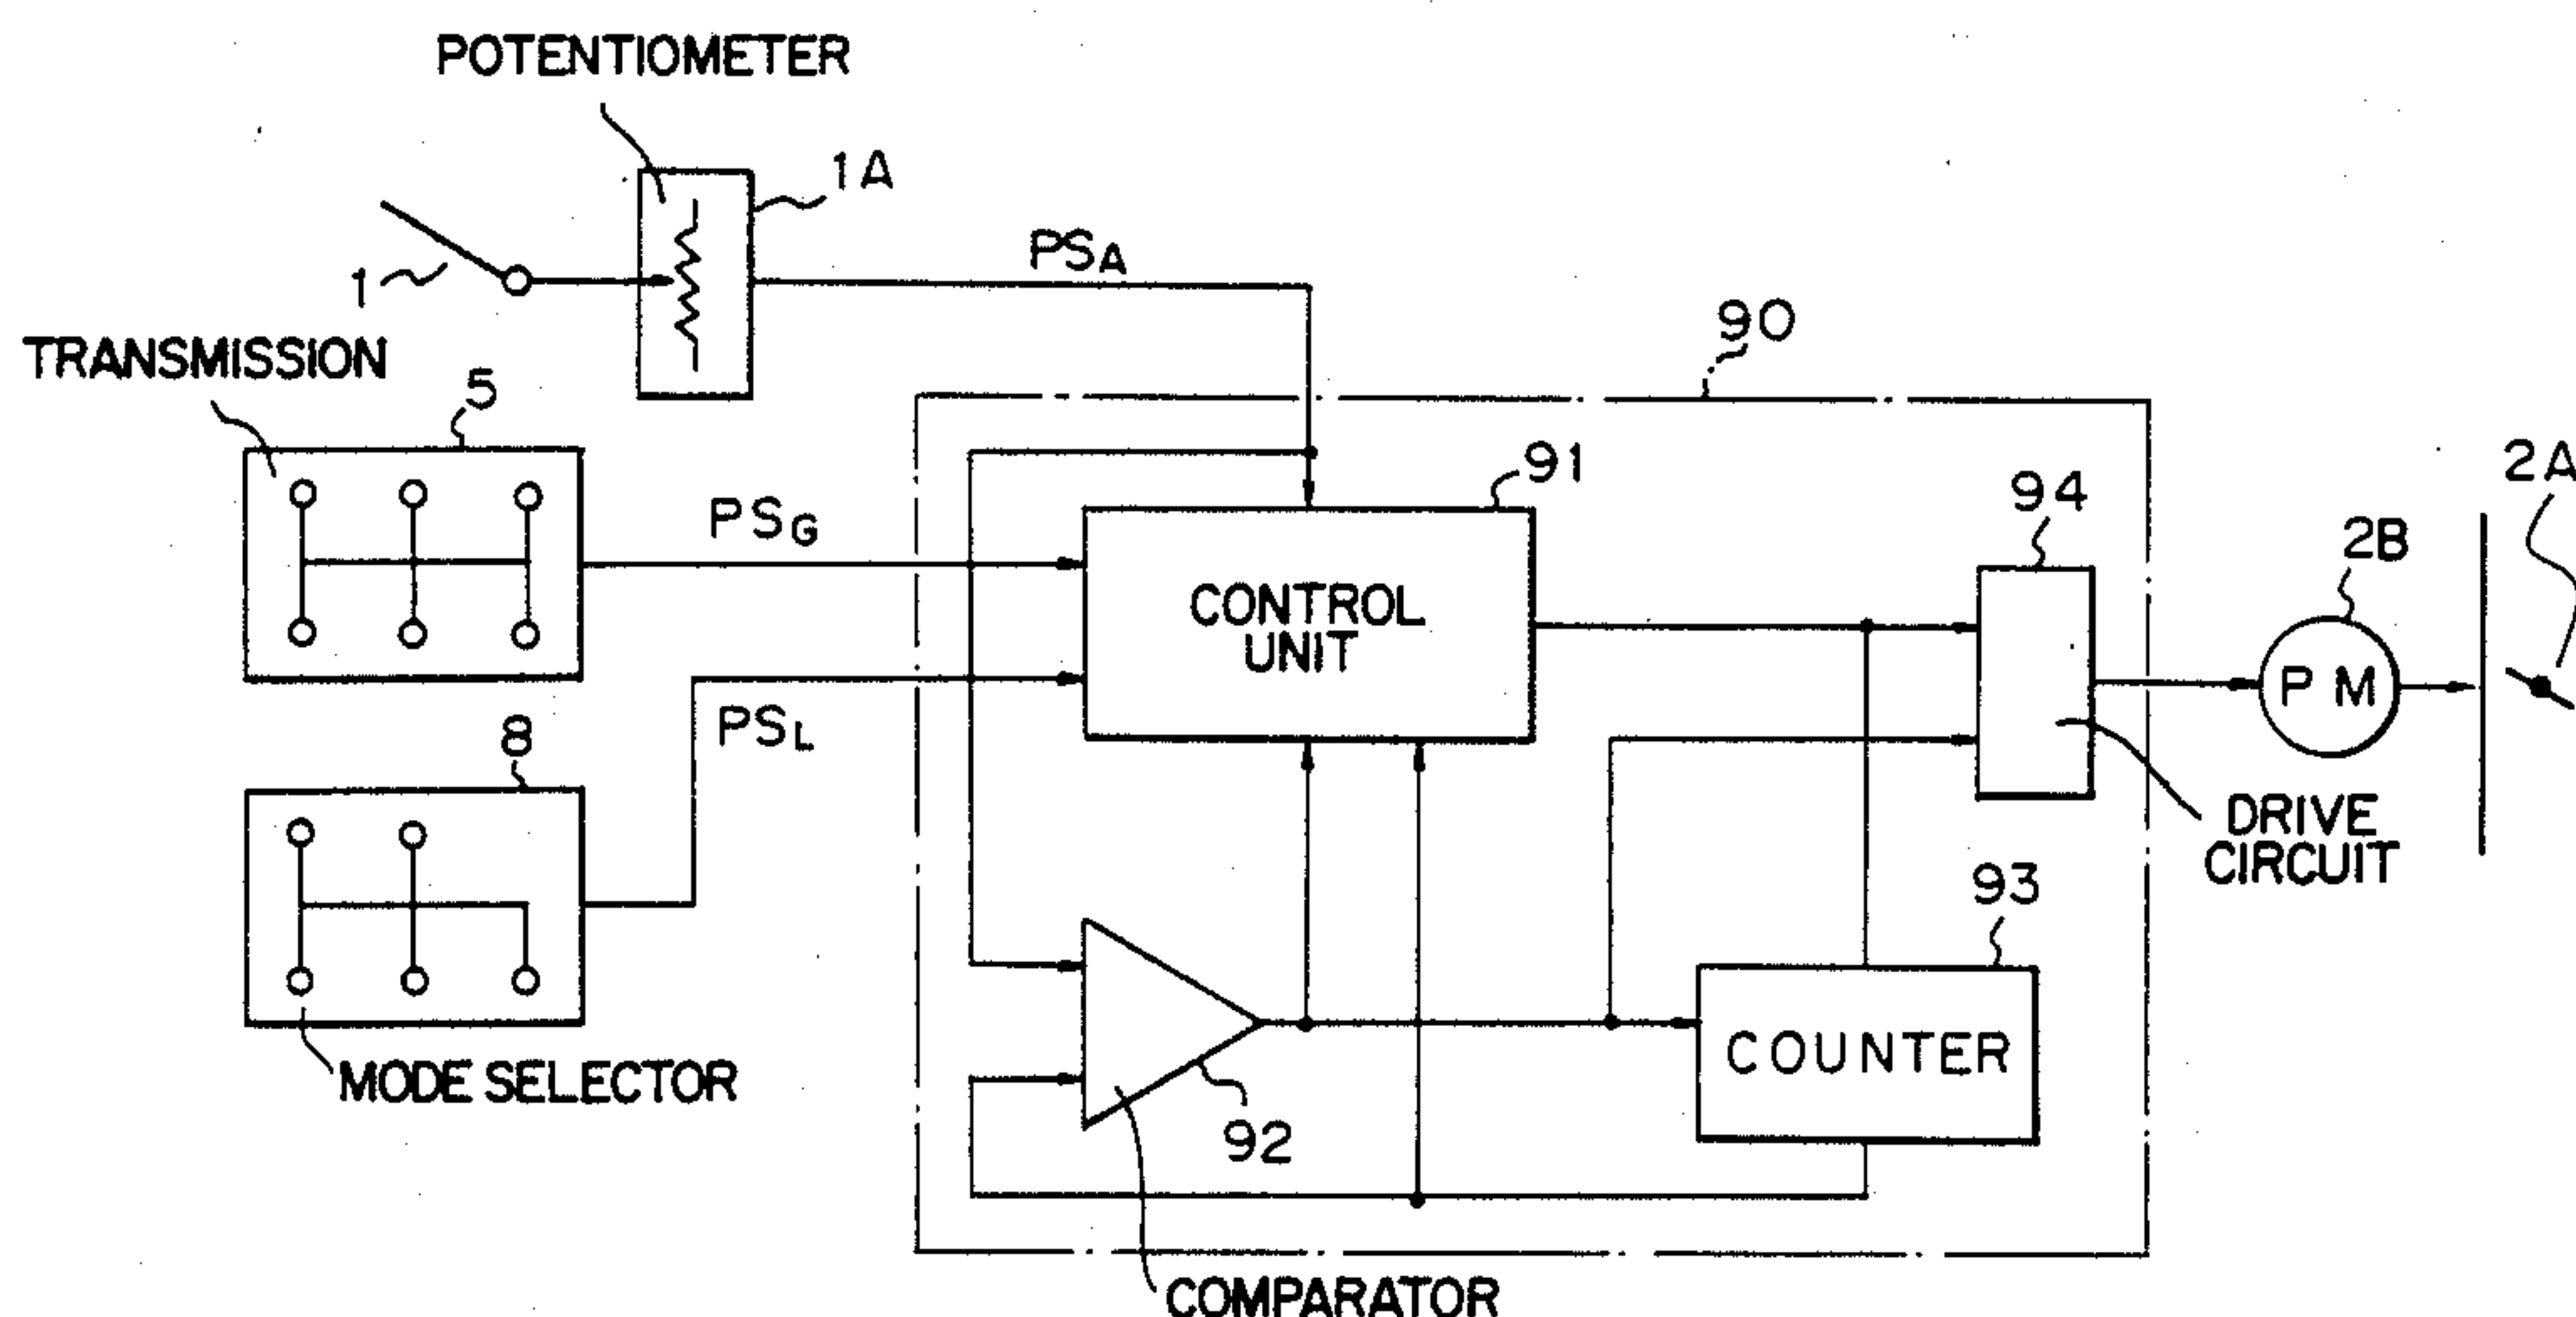 POTENTIOMETER
1A
1
PSA
TRANSMISSION
5
90
91
PSG
94
2A
2B
CONTROL
UNIT
PM
PSL
8
DRIVE
CIRCUIT
93
COUNTER
MODE SELECTOR
92
COMPARATOR